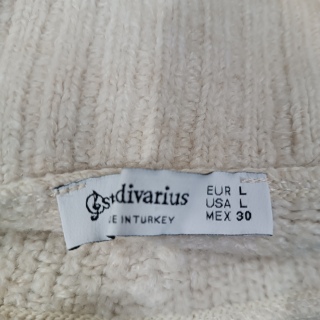 Stradivarius
E IN TURKEY
EUR L
USA L
MEX 30